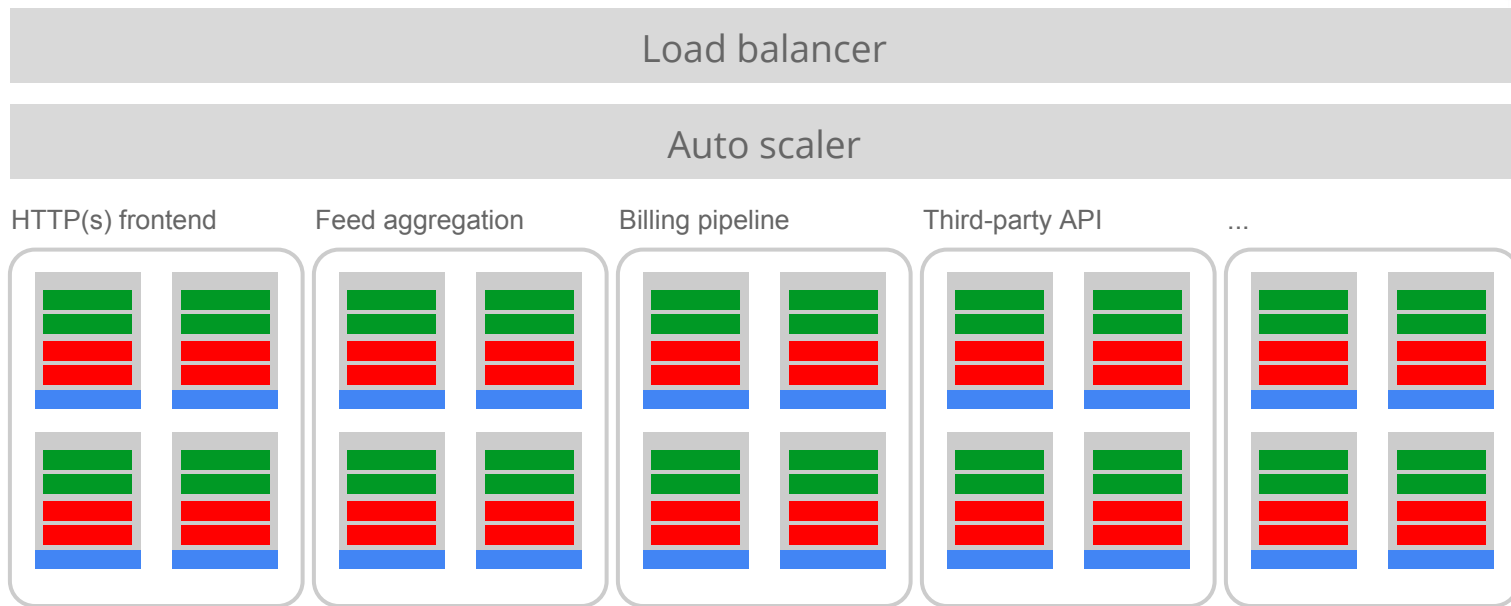 Load balancer
Auto scaler
HTTP(s) frontend
Feed aggregation
Billing pipeline
Third-party API
...